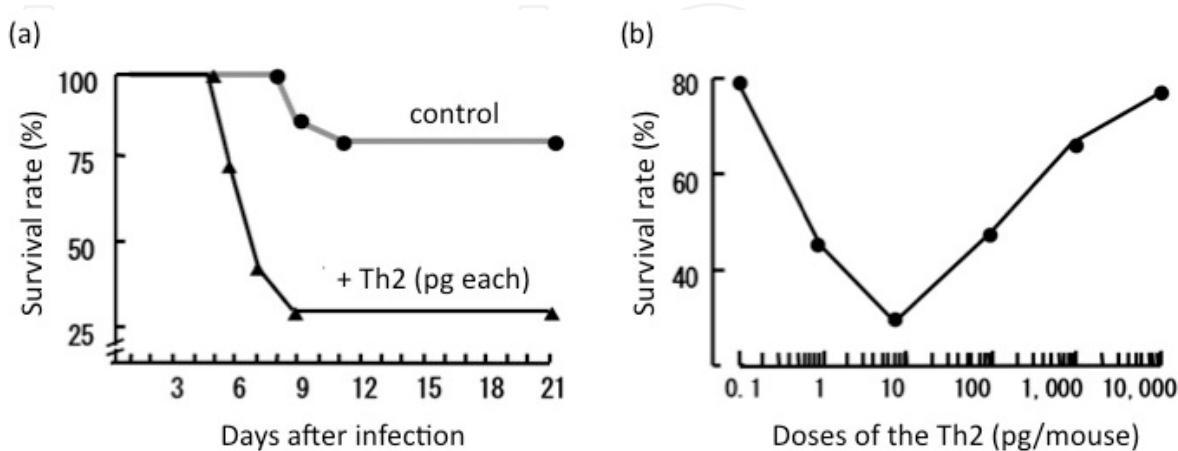 (a)
100
75
50
25
Survival rate (%)
control
+ Th2 (pg each)
3 6 9 12 15 18 21
Days after infection
(b)
80
60
40
Survival rate (%)
0.1 1 10 100 1,000 10,000
Doses of the Th2 (pg/mouse)